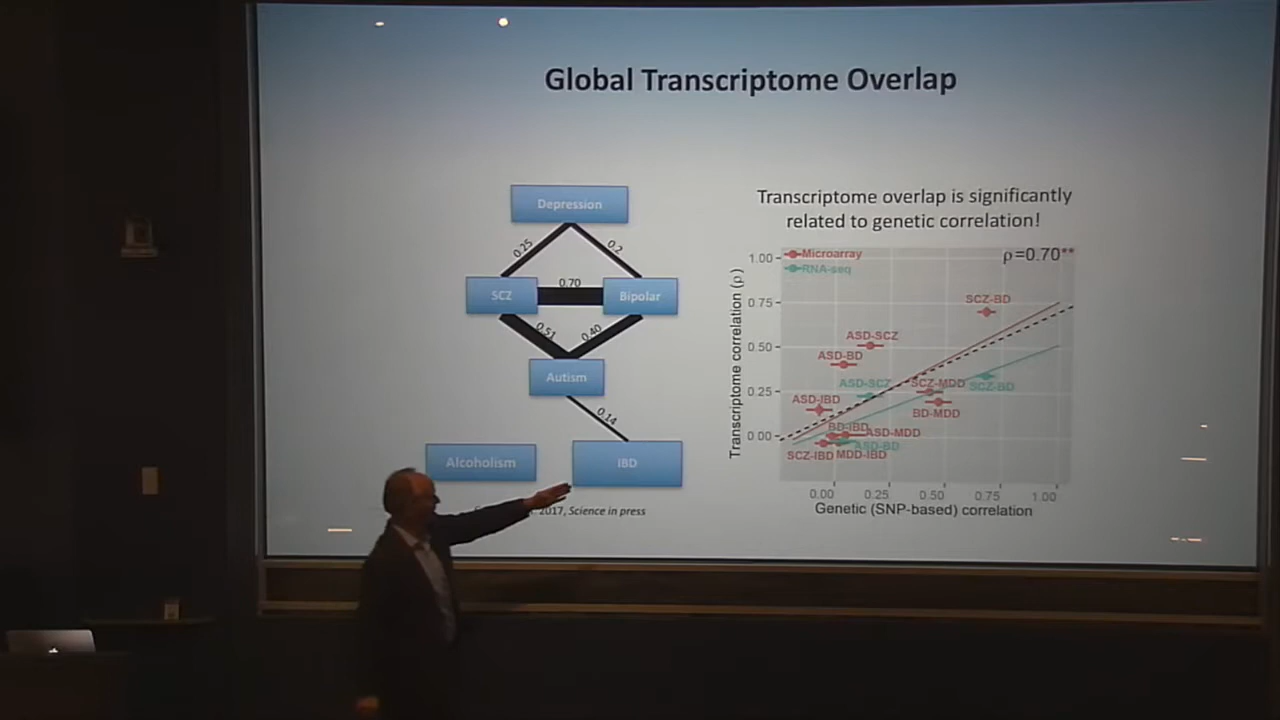 Global Transcriptome Overlap
Depression
0.25
0.2
SCZ
0.70
Bipolar
0.51
0.40
Autism
0.14
Alcoholism
IBD
2017, Science in press
Transcriptome overlap is significantly
related to genetic correlation!
Microarray
RNA-seq
ρ=0.70**
Transcriptome correlation (ρ)
1.00
0.75
0.50
0.25
0.00
SCZ-BD
ASD-SCZ
ASD-BD
ASD-SCZ
SCZ-MDD
SCZ-BD
ASD-IBD
BD-MDD
BD-IBD
ASD-MDD
ASD-BD
SCZ-IBD
MDD-IBD
0.00
0.25
0.50
0.75
1.00
Genetic (SNP-based) correlation